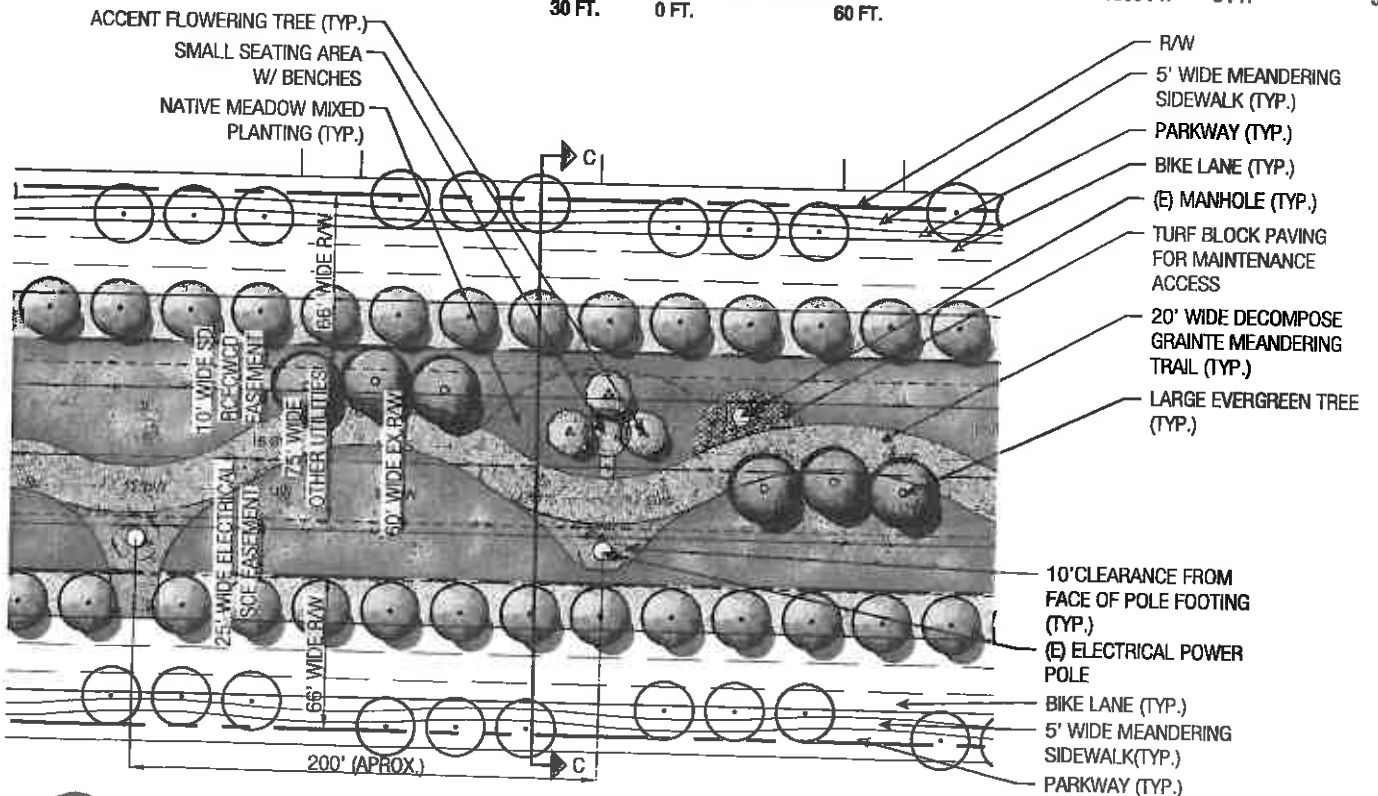 30 FT.
0 FT.
60 FT.
ACCENT FLOWERING TREE (TYP.)
SMALL SEATING AREA
W/ BENCHES
NATIVE MEADOW MIXED
PLANTING (TYP.)
C
R/W
5' WIDE MEANDERING
SIDEWALK (TYP.)
PARKWAY (TYP.)
BIKE LANE (TYP.)
(E) MANHOLE (TYP.)
TURF BLOCK PAVING
FOR MAINTENANCE
ACCESS
20' WIDE DECOMPOSE
GRAINTE MEANDERING
TRAIL (TYP.)
LARGE EVERGREEN TREE
(TYP.)
66' WIDE R/W
10' WIDE SD
RCFCWCD
EASEMENT
75' WIDE
OTHER UTILITIES
60' WIDE EX.R/W
25' WIDE ELECTRICAL
SCE EASEMENT
66' WIDE R/W
10'CLEARANCE FROM
FACE OF POLE FOOTING
(TYP.)
(E) ELECTRICAL POWER
POLE
BIKE LANE (TYP.)
5' WIDE MEANDERING
SIDEWALK(TYP.)
PARKWAY (TYP.)
200' (APROX.)
C